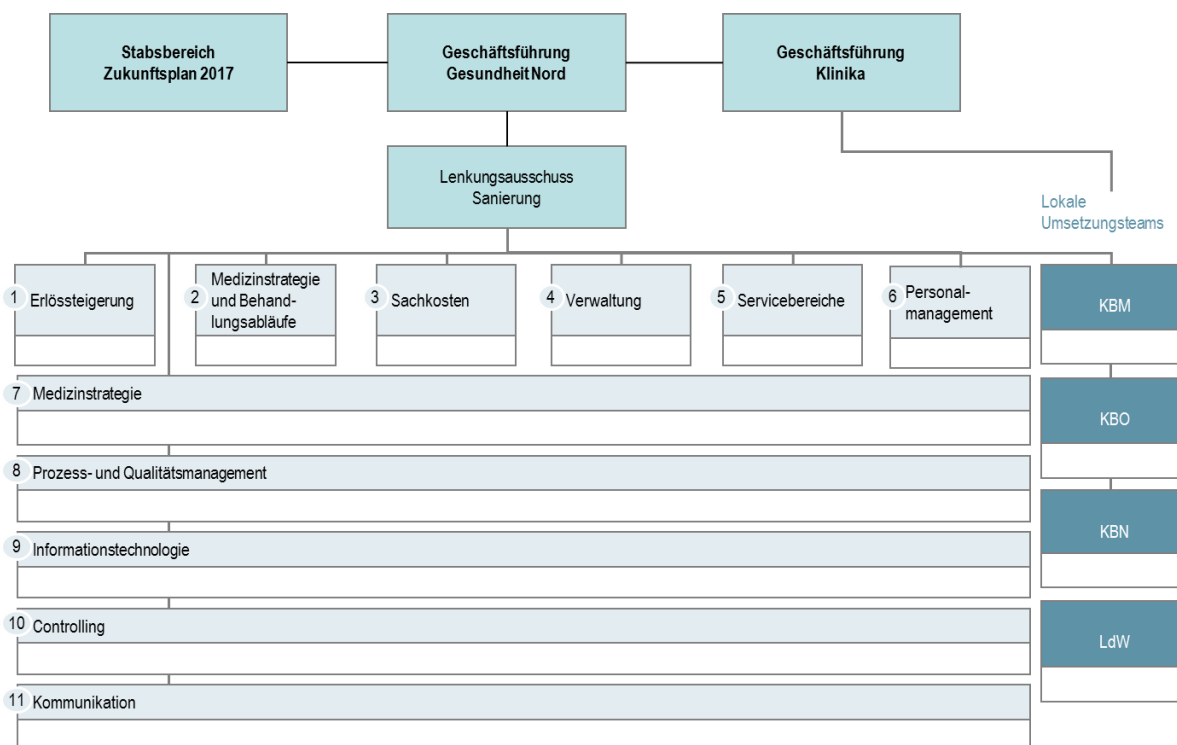 Stabsbereich
Zukunftsplan 2017
Geschäftsführung
Gesundheit Nord
Geschäftsführung
Klinika
Lenkungsausschuss
Sanierung
Lokale
Umsetzungsteams
1 Erlössteigerung
2 Medizinstrategie
und Behand-
lungsabläufe
3 Sachkosten
4 Verwaltung
5 Servicebereiche
6 Personal-
management
KBM
7 Medizinstrategie
KBO
8 Prozess- und Qualitätsmanagement
KBN
9 Informationstechnologie
10 Controlling
LdW
11 Kommunikation